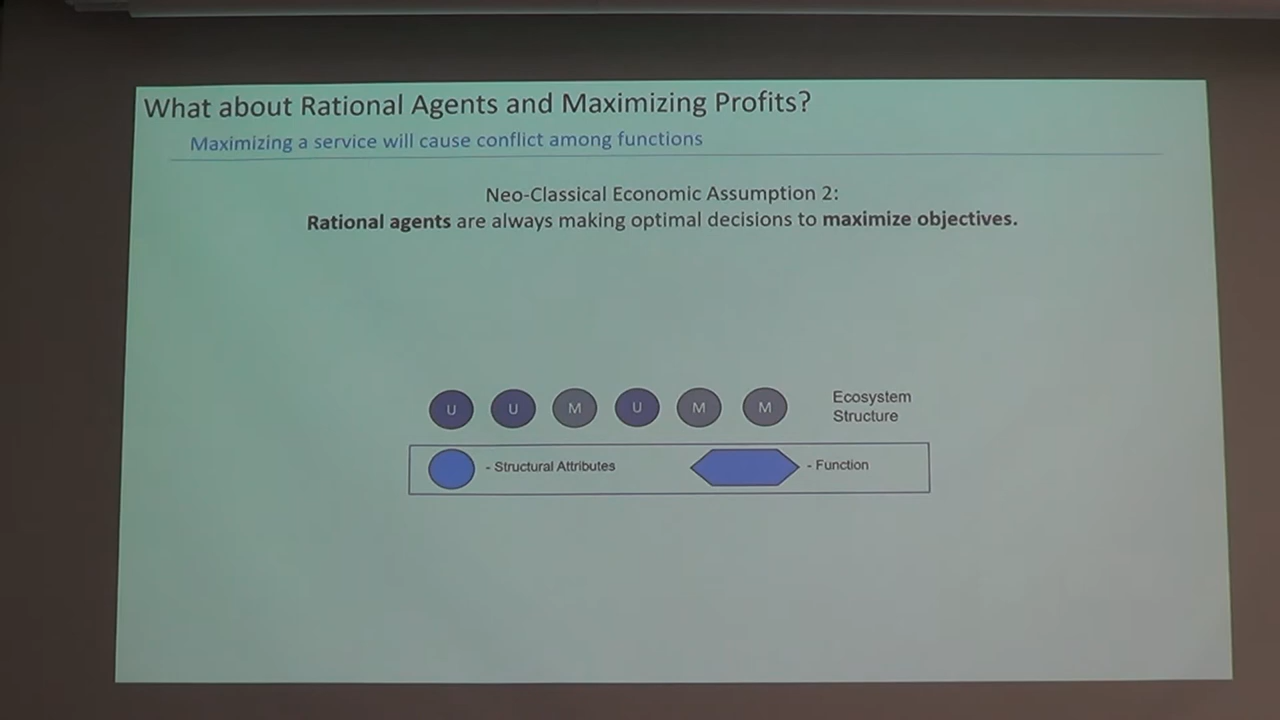 What about Rational Agents and Maximizing Profits?
Maximizing a service will cause conflict among functions
Neo-Classical Economic Assumption 2:
Rational agents are always making optimal decisions to maximize objectives.
U U M U M M
Ecosystem
Structure
- Structural Attributes - Function